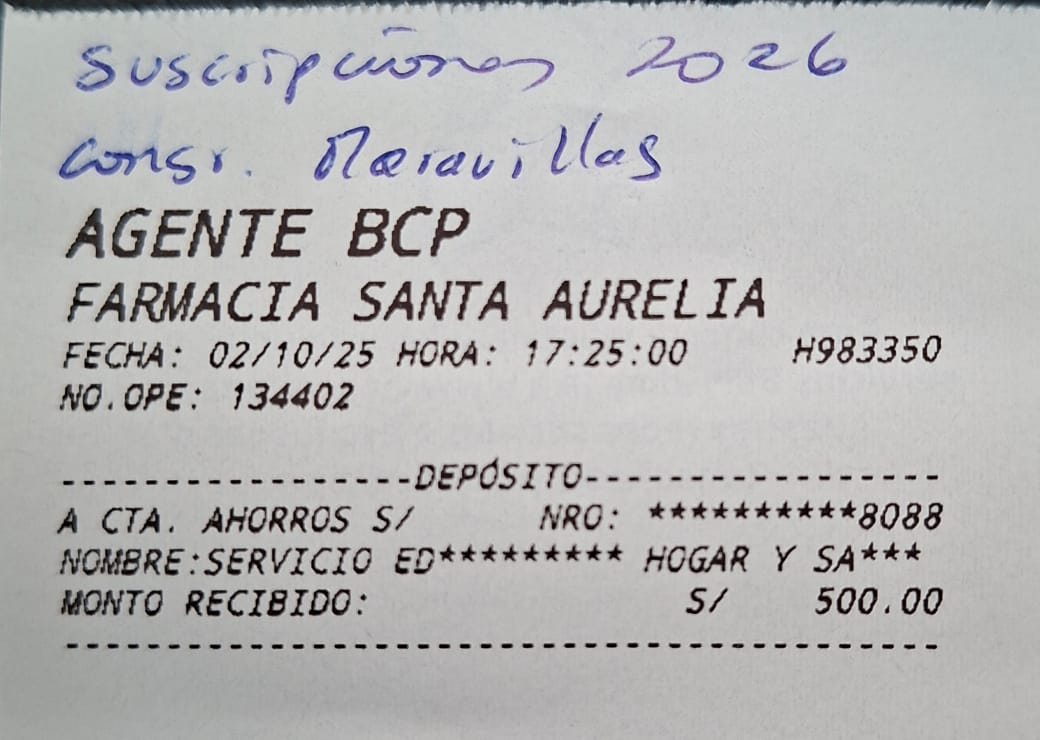 Suscripciones 2026
Congr. Maravillas
AGENTE BCP
FARMACIA SANTA AURELIA
FECHA: 02/10/25 HORA: 17:25:00 H983350
NO.OPE: 134402
-----------------DEPÓSITO-----------------
A CTA. AHORROS S/ NRO: **********8088
NOMBRE:SERVICIO ED********* HOGAR Y SA***
MONTO RECIBIDO: S/ 500.00
------------------------------------------